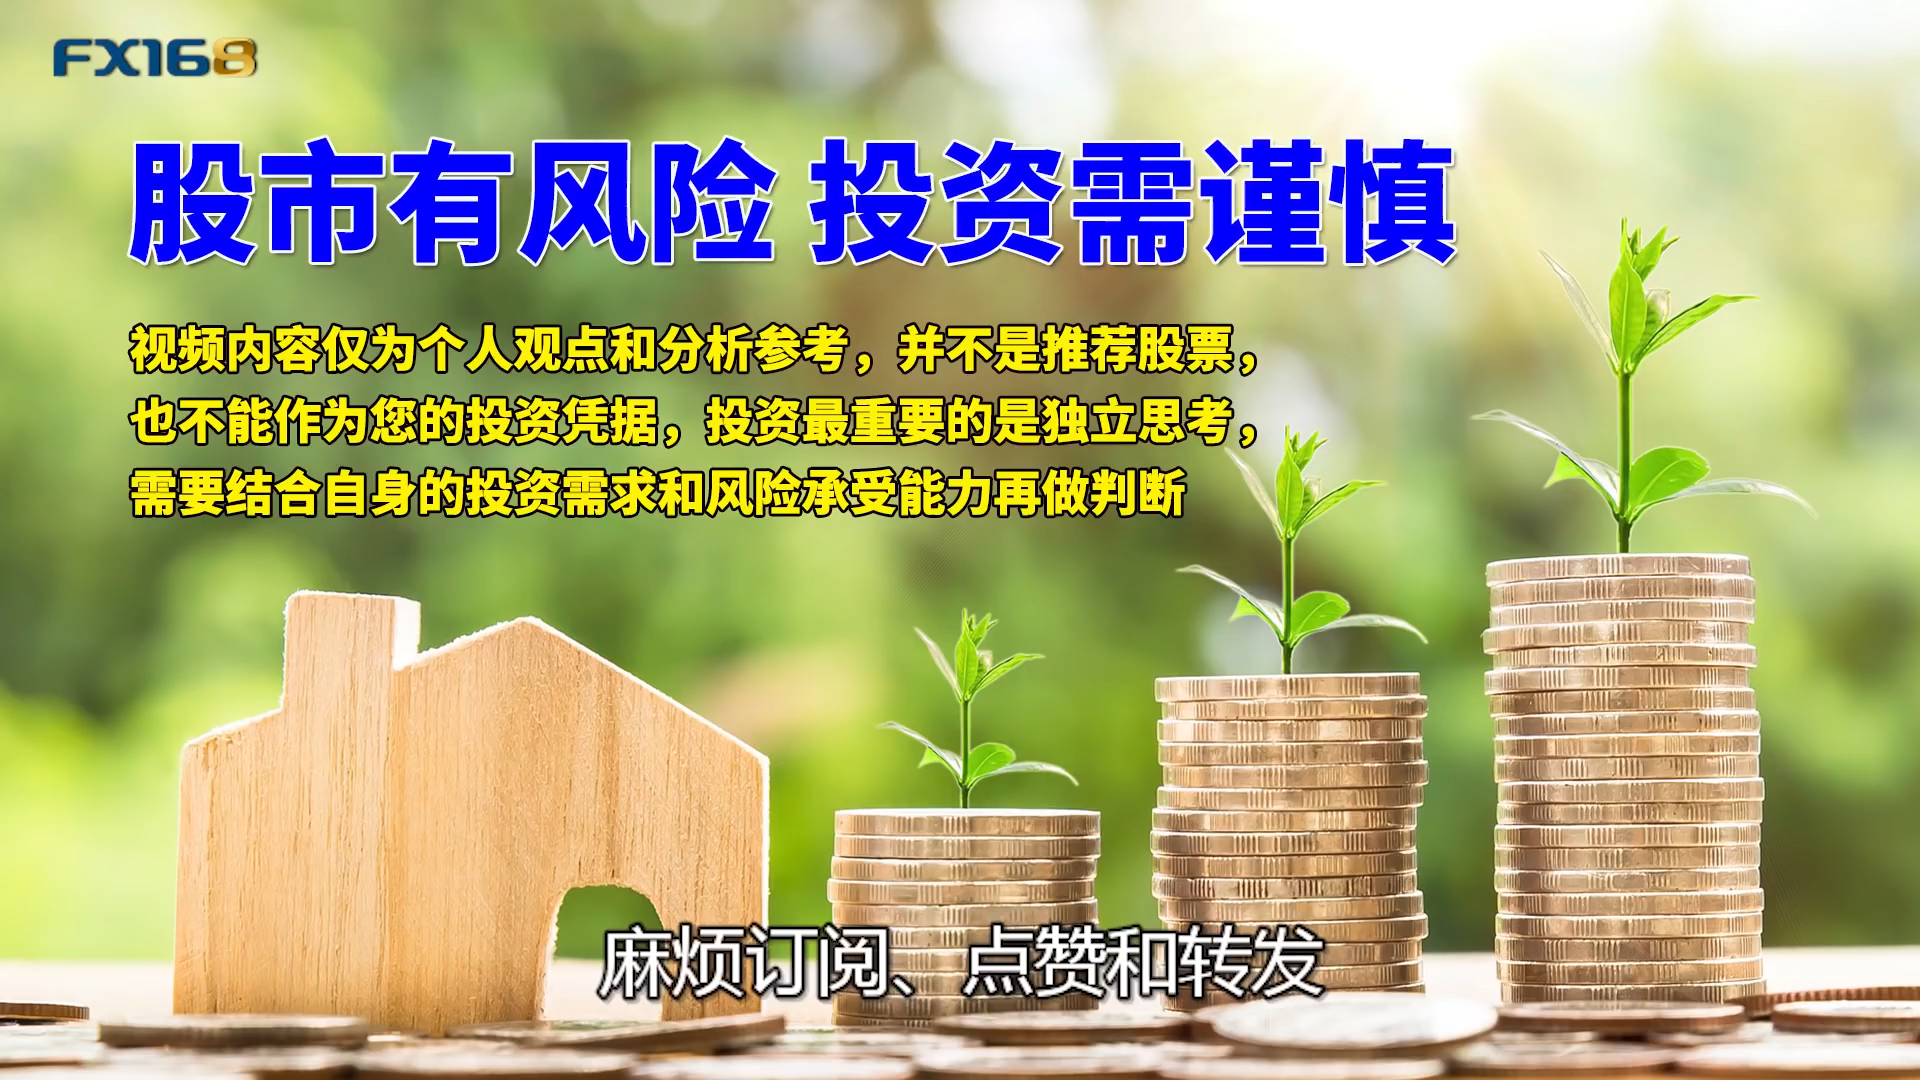 FX168
股市有风险 投资需谨慎
视频内容仅为个人观点和分析参考，并不是推荐股票，
也不能作为您的投资凭据，投资最重要的是独立思考，
需要结合自身的投资需求和风险承受能力再做判断
麻烦订阅、点赞和转发